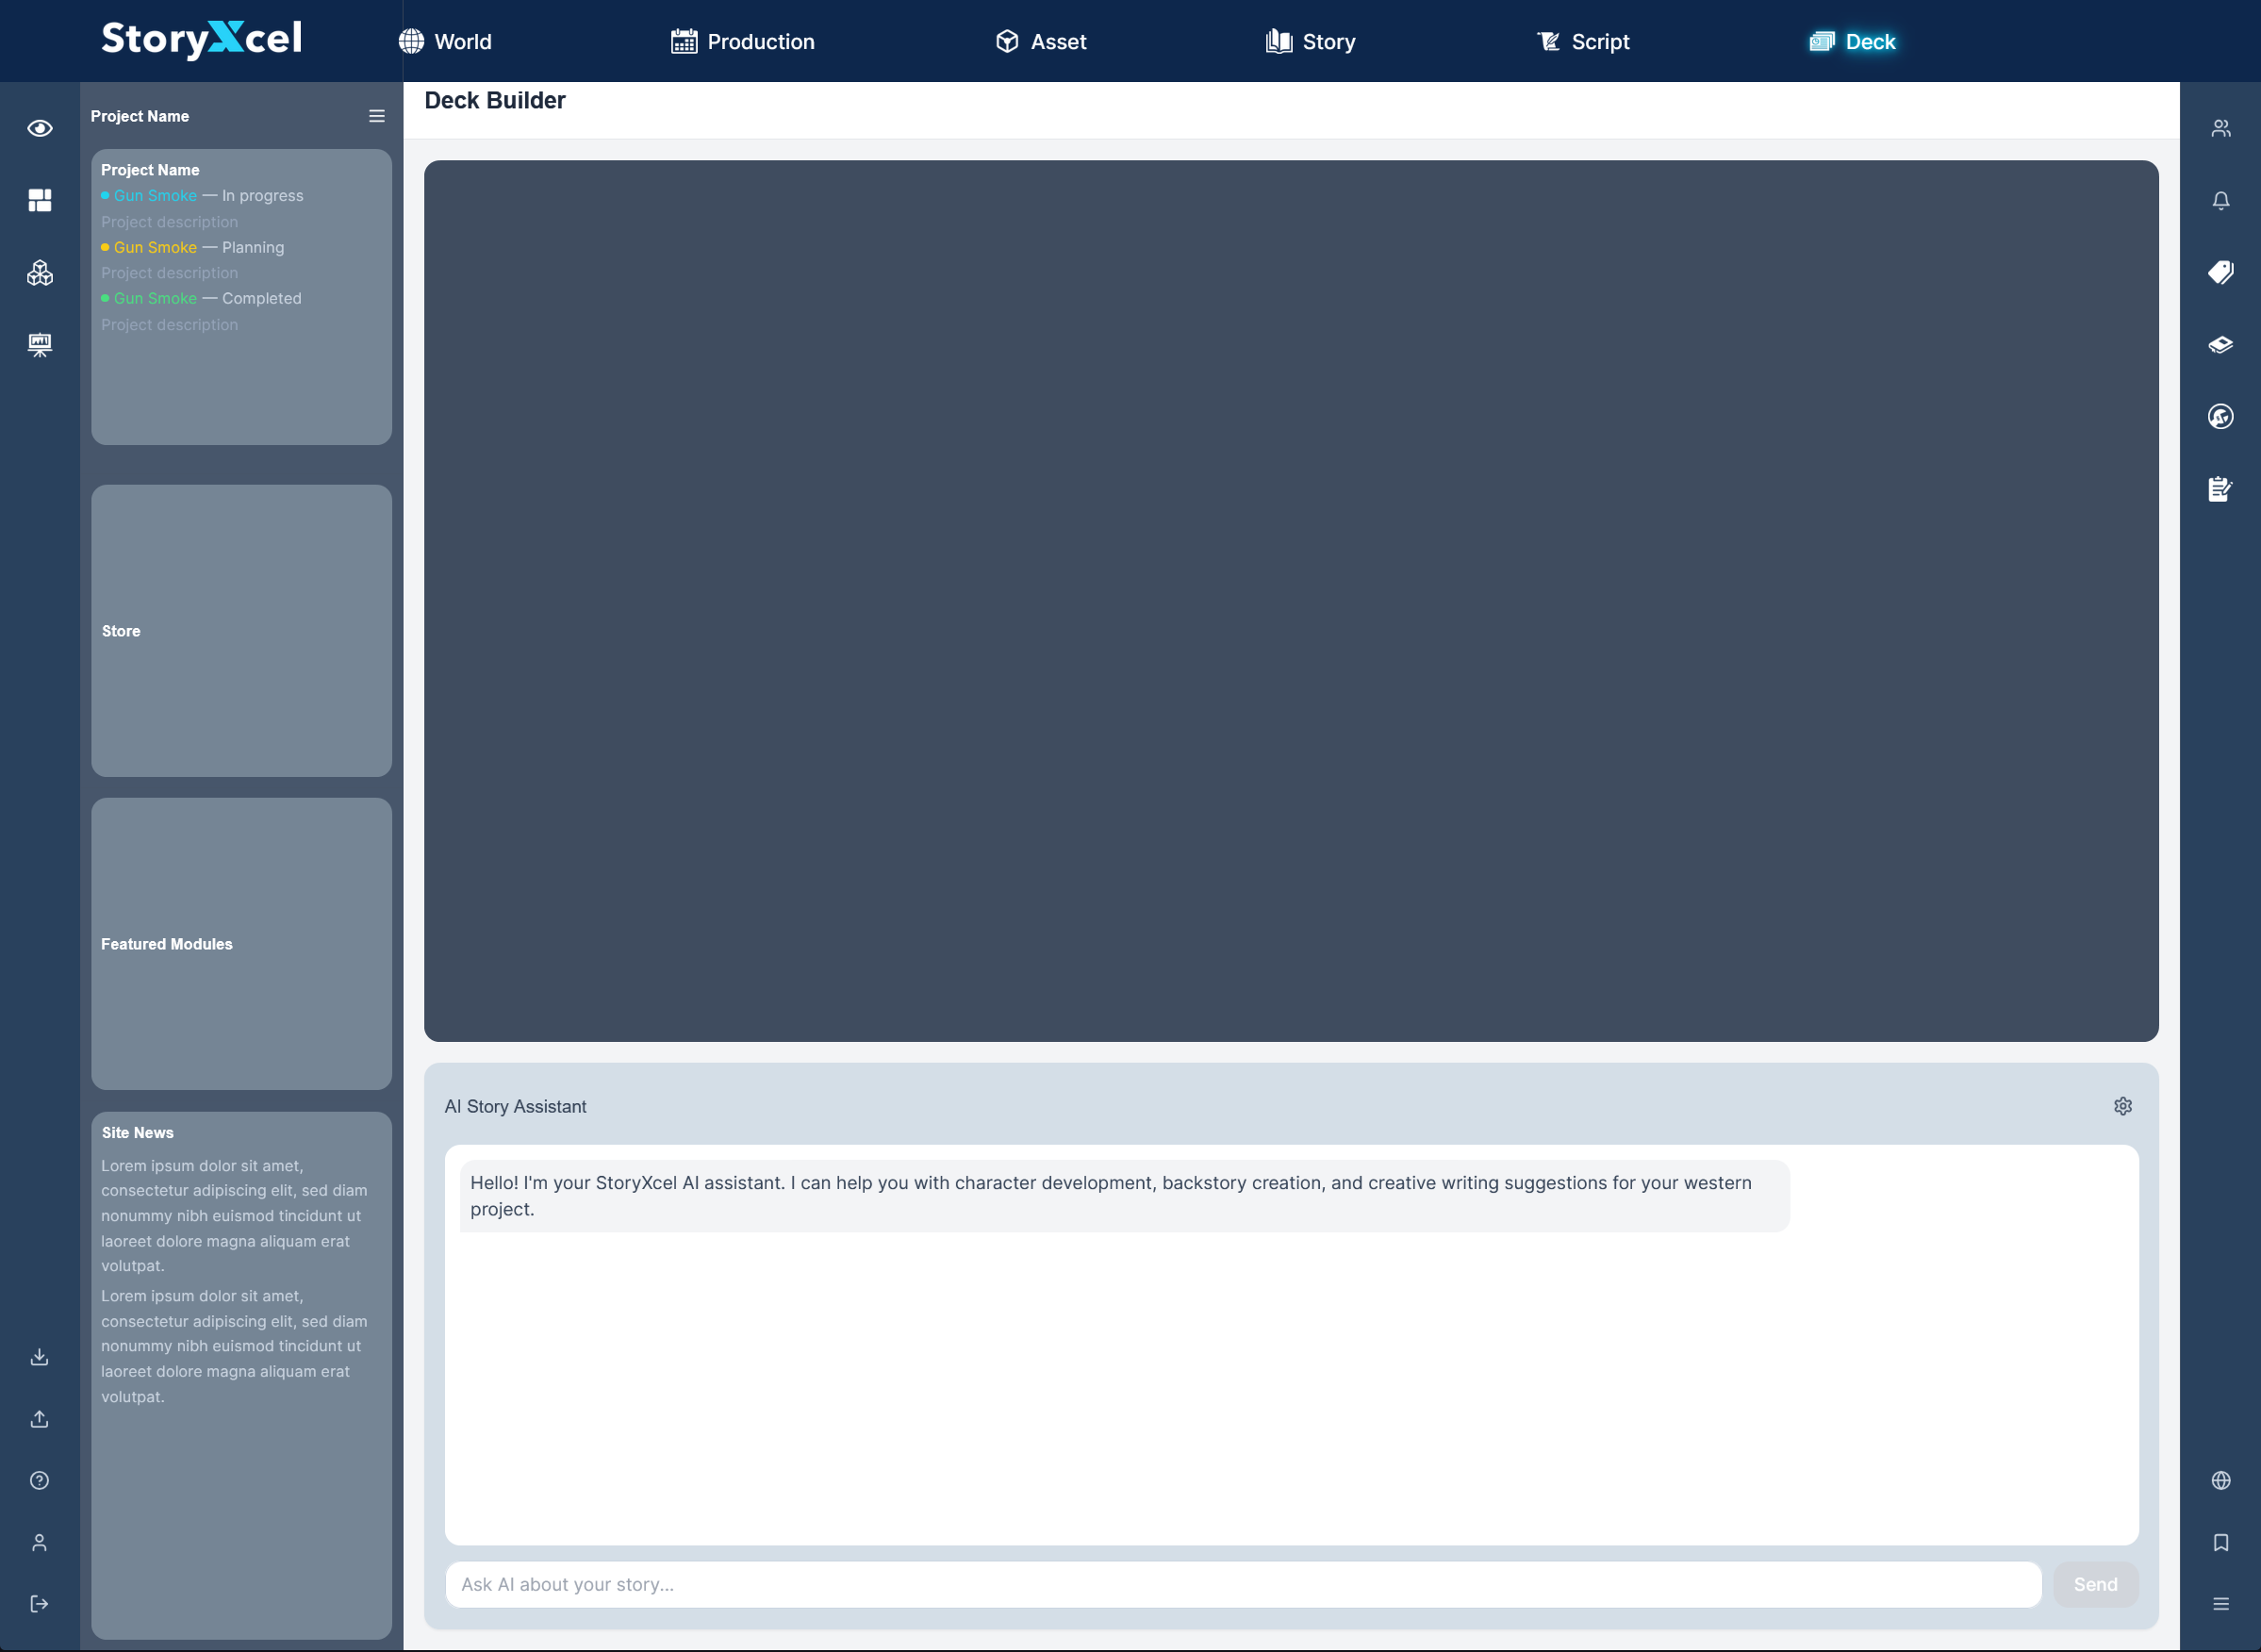 StoryXcel
World
Production
Asset
Story
Script
Deck
Project Name
Project Name
Gun Smoke — In progress
Project description
Gun Smoke — Planning
Project description
Gun Smoke — Completed
Project description
Store
Featured Modules
Site News
Lorem ipsum dolor sit amet,
consectetur adipiscing elit, sed diam
nonummy nibh euismod tincidunt ut
laoreet dolore magna aliquam erat
volutpat.
Lorem ipsum dolor sit amet,
consectetur adipiscing elit, sed diam
nonummy nibh euismod tincidunt ut
laoreet dolore magna aliquam erat
volutpat.
Deck Builder
AI Story Assistant
Hello! I'm your StoryXcel AI assistant. I can help you with character development, backstory creation, and creative writing suggestions for your western
project.
Ask AI about your story...
Send